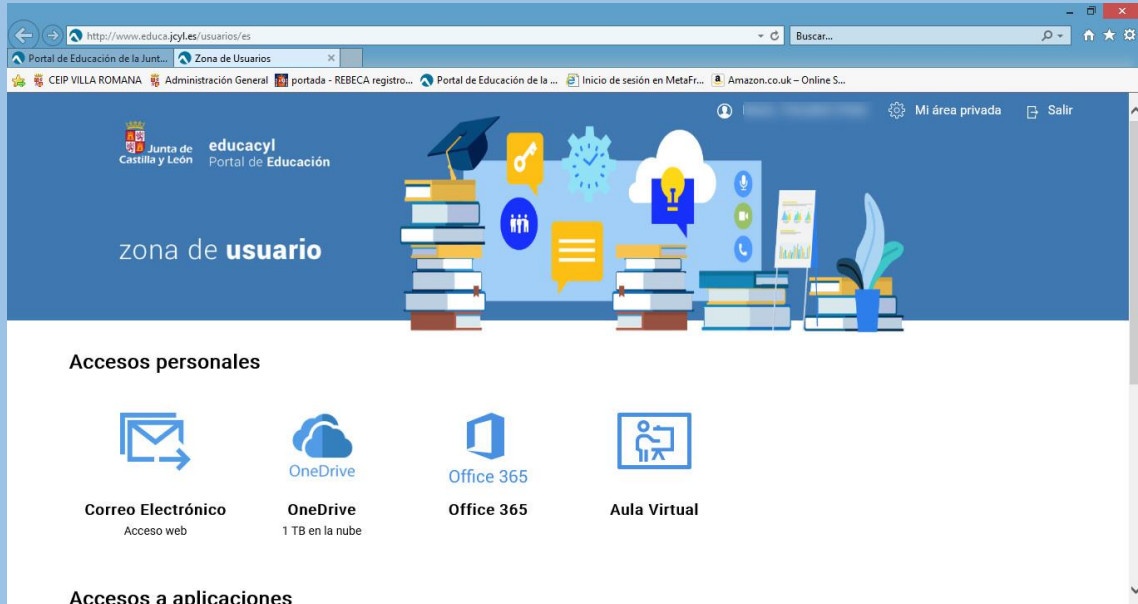 http://www.educa.jcyl.es/usuarios/es
Buscar...
Portal de Educación de la Junt...
Zona de Usuarios
CEIP VILLA ROMANA
Administración General
portada - REBECA registro...
Portal de Educación de la ...
Inicio de sesión en MetaFr...
Amazon.co.uk – Online S...
Mi área privada
Salir
Junta de
Castilla y León
educacyl
Portal de Educación
zona de usuario
Accesos personales
OneDrive
Office 365
Correo Electrónico
OneDrive
Office 365
Aula Virtual
Acceso web
1 TB en la nube
Accesos a aplicaciones